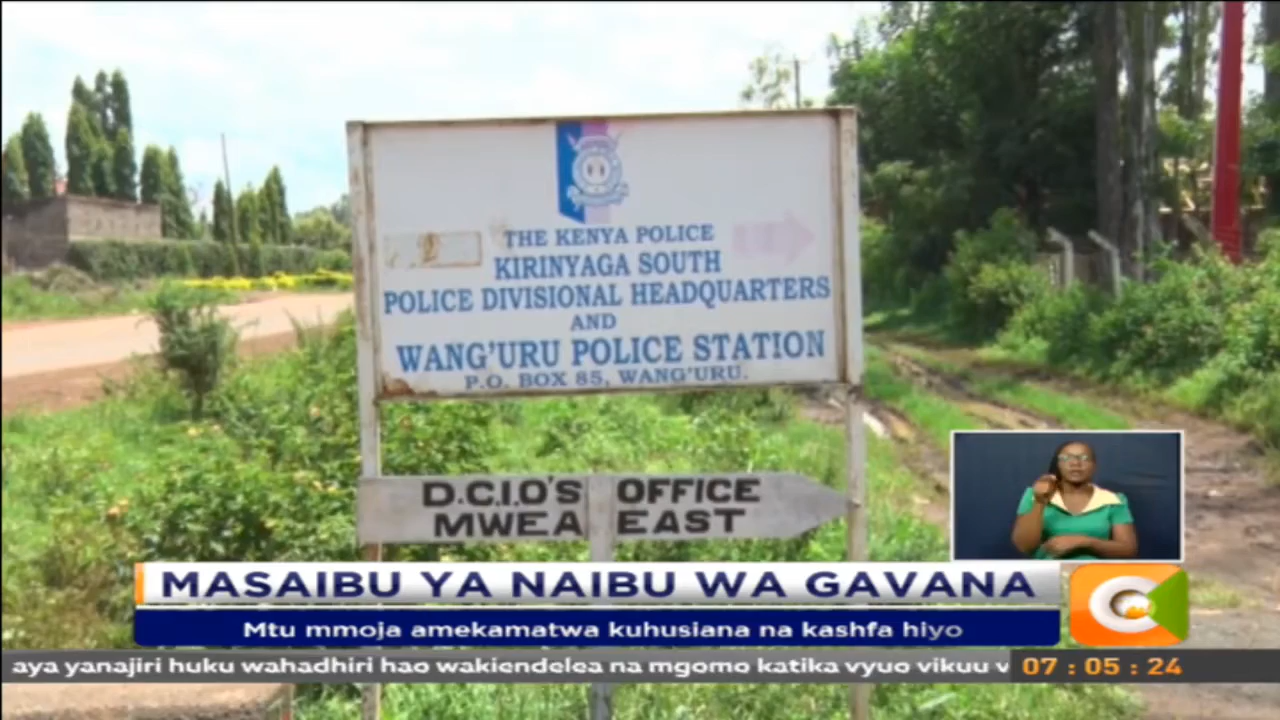 THE KENYA POLICE
KIRINYAGA SOUTH
POLICE DIVISIONAL HEADQUARTERS
AND
WANG'URU POLICE STATION
P.O. BOX 85, WANG'URU.
D.C.I.O'S OFFICE
MWEA EAST
MASAIBU YA NAIBU WA GAVANA
Mtu mmoja amekamatwa kuhusiana na kashfa hiyo
aya yanajiri huku wahadhiri hao wakiendelea na mgomo katika vyuo vikuu v
07 : 05 : 24